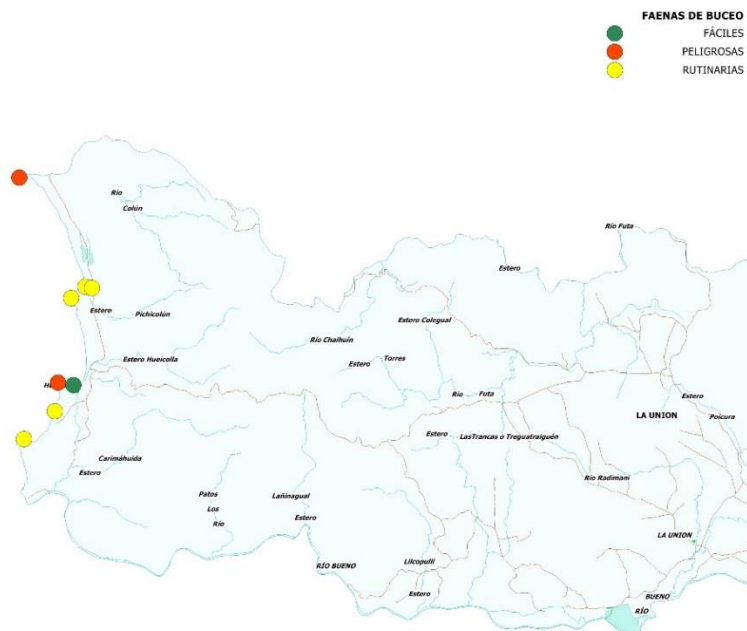 FAENAS DE BUCEO
FÁCILES
PELIGROSAS
RUTINARIAS
Río
Colún
Río Futa
Estero
Estero
Pichicolún
Estero Colegual
Río Chaihuín
Estero Hueicolla
Estero
Torres
Río
Futa
Estero
LA UNION
Poicura
Estero
LasTrancas o Treguatraiguén
Carimáhuida
Estero
Río Radimani
Patos
Los
Río
Lañinagual
Estero
LA UNION
RÍO BUENO
Lilcopulli
Estero
BUENO
RÍO